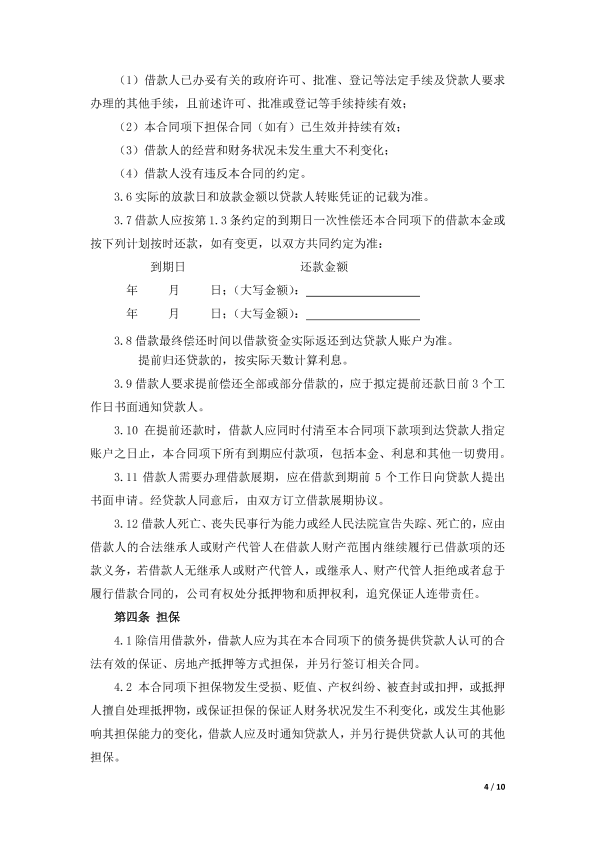 （1）借款人已办妥有关的政府许可、批准、登记等法定手续及贷款人要求
办理的其他手续，且前述许可、批准或登记等手续持续有效；
（2）本合同项下担保合同（如有）已生效并持续有效；
（3）借款人的经营和财务状况未发生重大不利变化；
（4）借款人没有违反本合同的约定。
3.6 实际的放款日和放款金额以贷款人转账凭证的记载为准。
3.7 借款人应按第 1.3 条约定的到期日一次性偿还本合同项下的借款本金或
按下列计划按时还款，如有变更，以双方共同约定为准：
到期日 还款金额
年 月 日；（大写金额）：
年 月 日；（大写金额）：
3.8 借款最终偿还时间以借款资金实际返还到达贷款人账户为准。
提前归还贷款的，按实际天数计算利息。
3.9 借款人要求提前偿还全部或部分借款的，应于拟定提前还款日前 3 个工
作日书面通知贷款人。
3.10 在提前还款时，借款人应同时付清至本合同项下款项到达贷款人指定
账户之日止，本合同项下所有到期应付款项，包括本金、利息和其他一切费用。
3.11 借款人需要办理借款展期，应在借款到期前 5 个工作日向贷款人提出
书面申请。经贷款人同意后，由双方订立借款展期协议。
3.12 借款人死亡、丧失民事行为能力或经人民法院宣告失踪、死亡的，应由
借款人的合法继承人或财产代管人在借款人财产范围内继续履行已借款项的还
款义务，若借款人无继承人或财产代管人，或继承人、财产代管人拒绝或者怠于
履行借款合同的，公司有权处分抵押物和质押权利，追究保证人连带责任。
第四条 担保
4.1 除信用借款外，借款人应为其在本合同项下的债务提供贷款人认可的合
法有效的保证、房地产抵押等方式担保，并另行签订相关合同。
4.2 本合同项下担保物发生受损、贬值、产权纠纷、被查封或扣押，或抵押
人擅自处理抵押物，或保证担保的保证人财务状况发生不利变化，或发生其他影
响其担保能力的变化，借款人应及时通知贷款人，并另行提供贷款人认可的其他
担保。
4 / 10